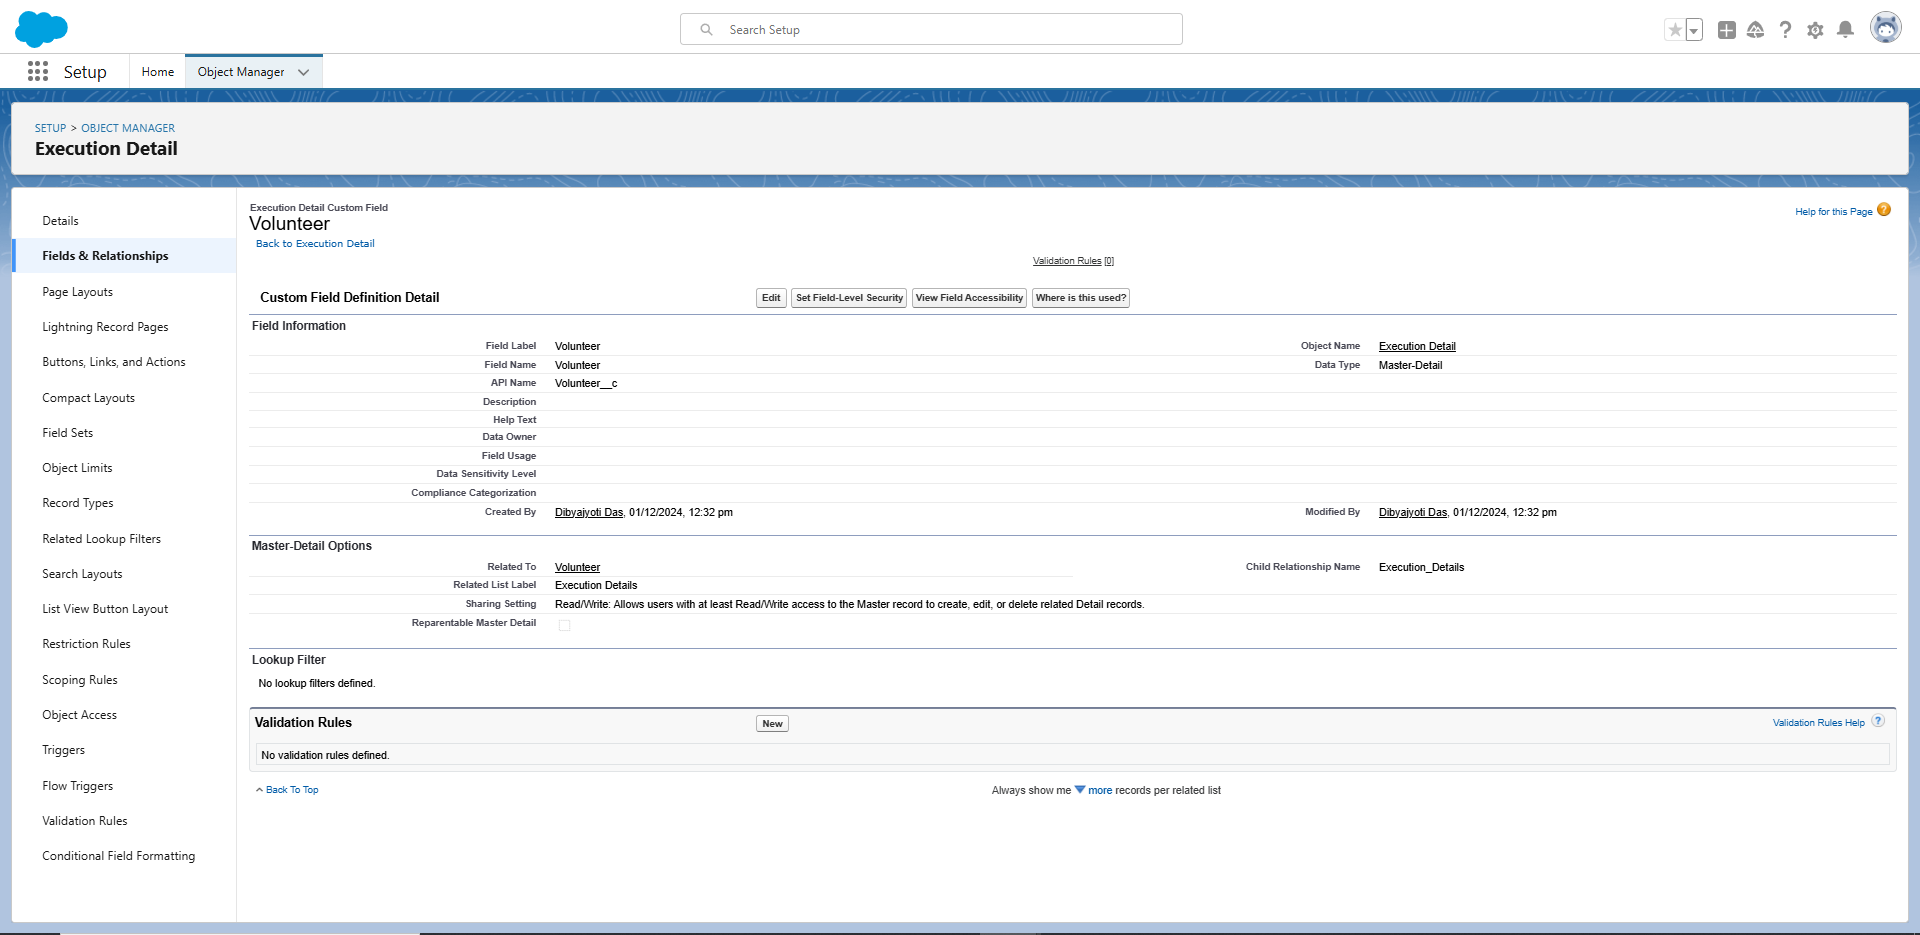 Search Setup
Setup
Home
Object Manager
SETUP > OBJECT MANAGER
Execution Detail
Details
Fields & Relationships
Page Layouts
Lightning Record Pages
Buttons, Links, and Actions
Compact Layouts
Field Sets
Object Limits
Record Types
Related Lookup Filters
Search Layouts
List View Button Layout
Restriction Rules
Scoping Rules
Object Access
Triggers
Flow Triggers
Validation Rules
Conditional Field Formatting
Execution Detail Custom Field
Volunteer
Help for this Page ?
Back to Execution Detail
Validation Rules [0]
Custom Field Definition Detail
Edit
Set Field-Level Security
View Field Accessibility
Where is this used?
Field Information
Field Label Volunteer Object Name Execution Detail
Field Name Volunteer Data Type Master-Detail
API Name Volunteer__c
Description
Help Text
Data Owner
Field Usage
Data Sensitivity Level
Compliance Categorization
Created By Dibyajyoti Das, 01/12/2024, 12:32 pm Modified By Dibyajyoti Das, 01/12/2024, 12:32 pm
Master-Detail Options
Related To Volunteer Child Relationship Name Execution_Details
Related List Label Execution Details
Sharing Setting Read/Write: Allows users with at least Read/Write access to the Master record to create, edit, or delete related Detail records.
Reparentable Master Detail
Lookup Filter
No lookup filters defined.
Validation Rules New Validation Rules Help ?
No validation rules defined.
Back To Top Always show me more records per related list